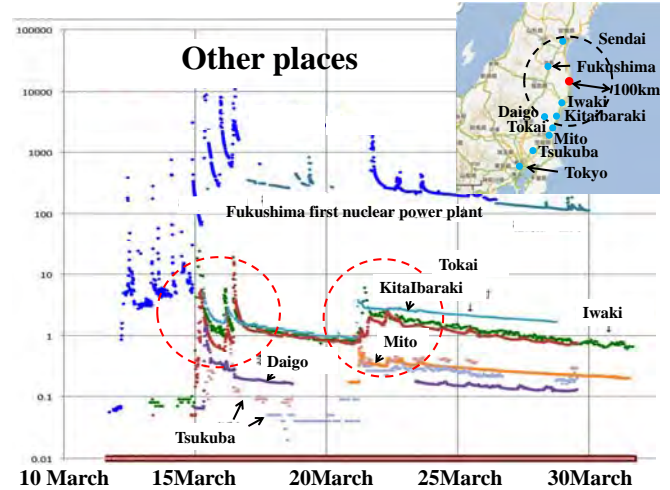 Other places
100000
10000
1000
100
10
1
0.1
0.01
Sendai
Fukushima
100km
Iwaki
Daigo
KitaIbaraki
Tokai
Mito
Tsukuba
Tokyo
Fukushima first nuclear power plant
Tokai
KitaIbaraki
Iwaki
Mito
Daigo
Tsukuba
10 March 15March 20March 25March 30March